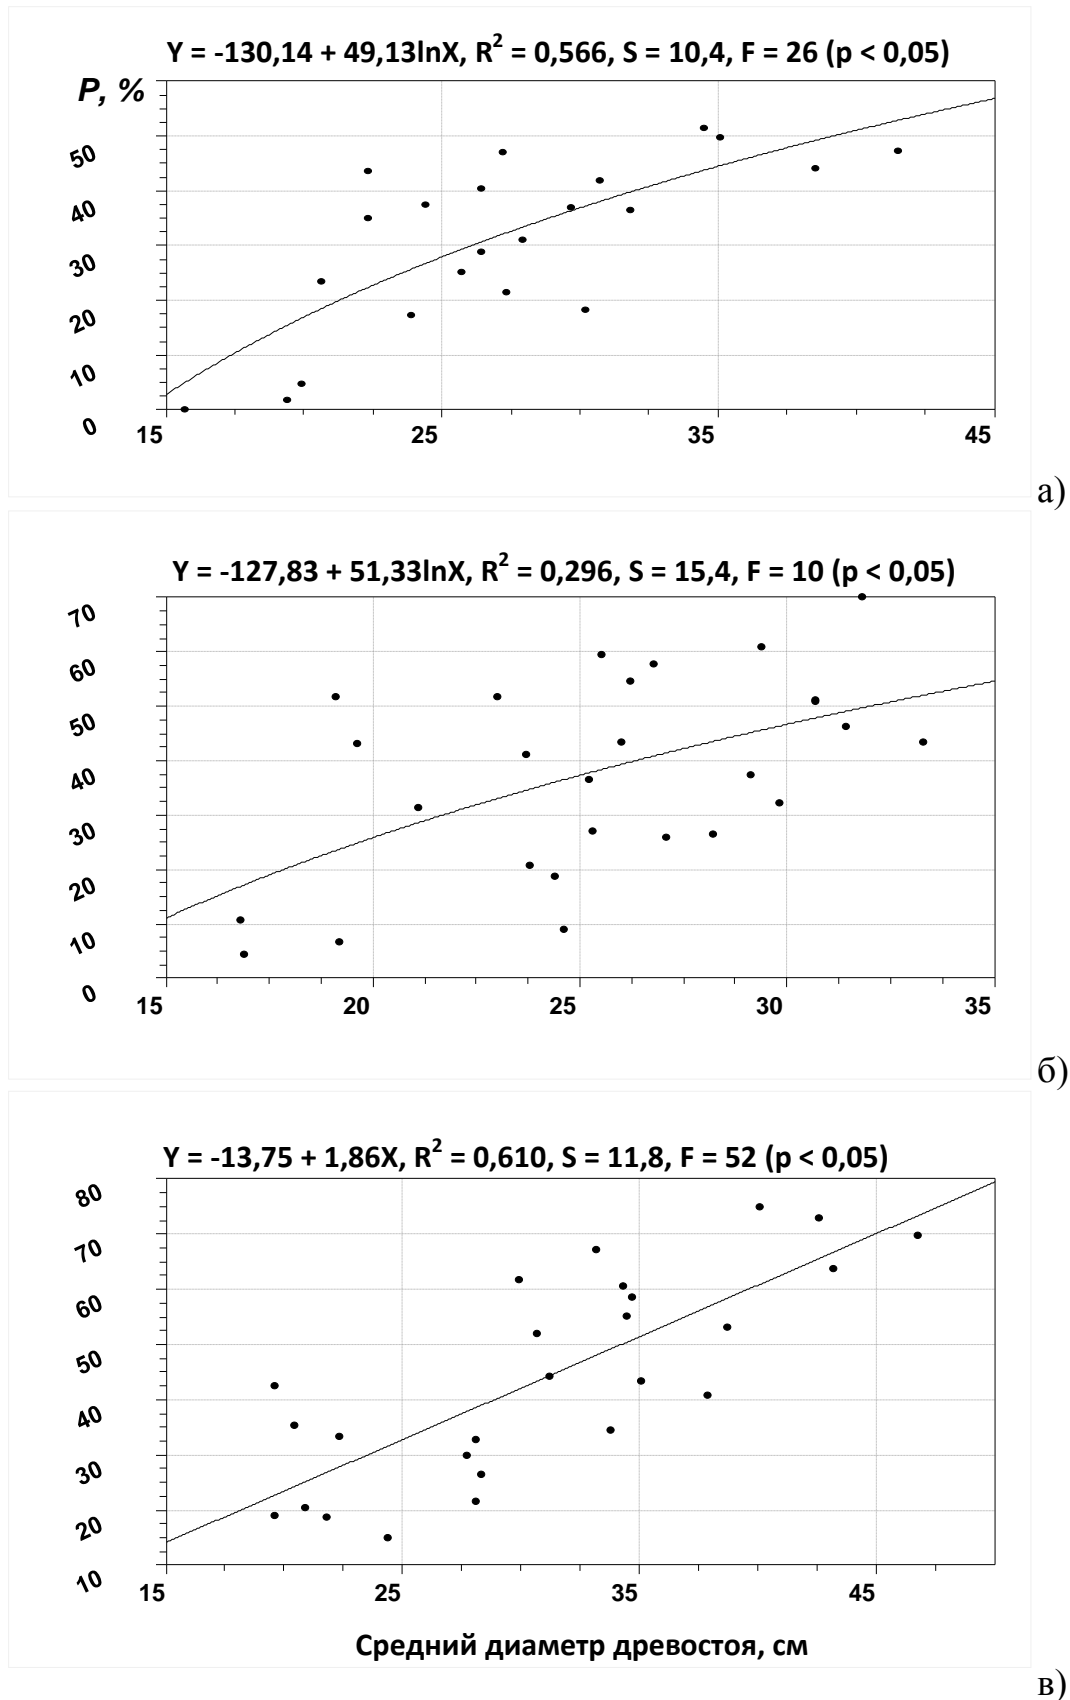 Y = -130,14 + 49,13lnX, R² = 0,566, S = 10,4, F = 26 (p < 0,05)
P, %
50
40
30
20
10
0
15 25 35 45
а)
Y = -127,83 + 51,33lnX, R² = 0,296, S = 15,4, F = 10 (p < 0,05)
70
60
50
40
30
20
10
0
15 20 25 30 35
б)
Y = -13,75 + 1,86X, R² = 0,610, S = 11,8, F = 52 (p < 0,05)
80
70
60
50
40
30
20
10
15 25 35 45
Средний диаметр древостоя, см
в)